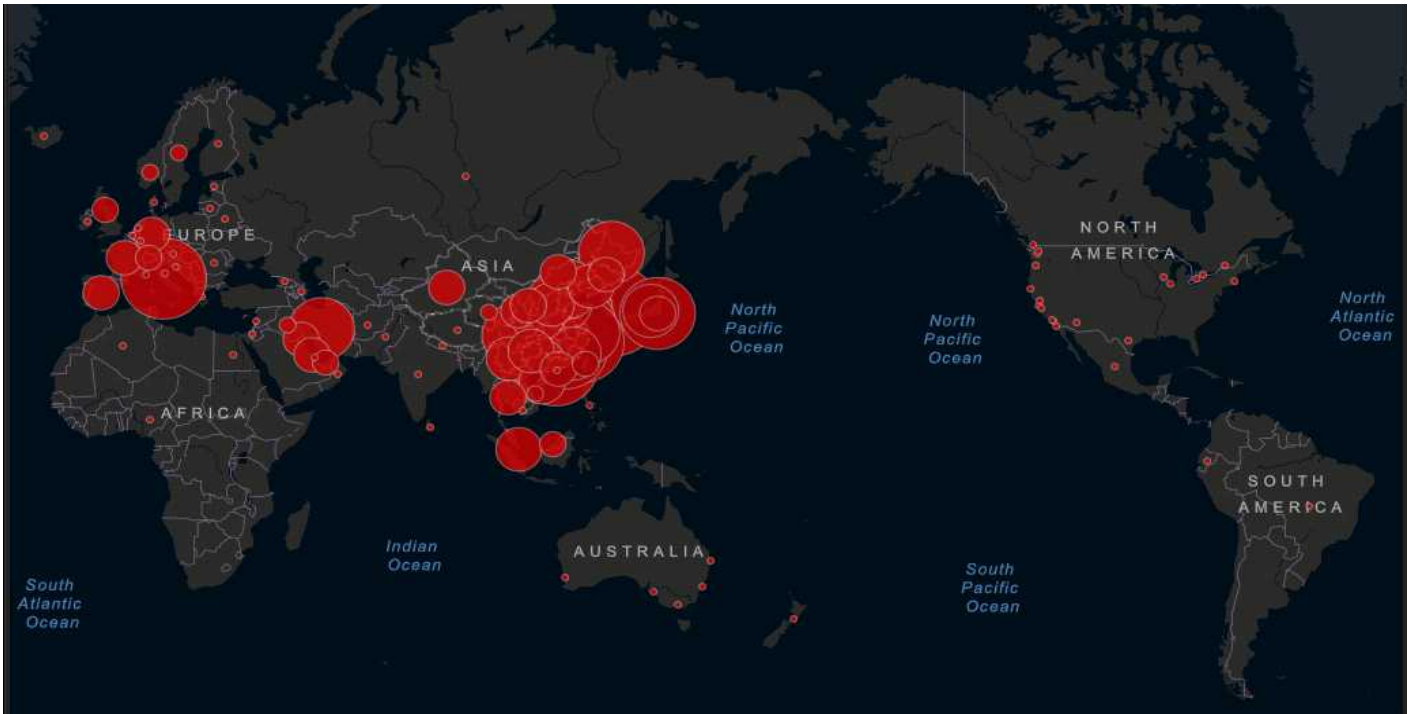 EUROPE
ASIA
NORTH
AMERICA
North
Pacific
Ocean
North
Pacific
Ocean
North
Atlantic
Ocean
AFRICA
SOUTH
AMERICA
Indian
Ocean
AUSTRALIA
South
Atlantic
Ocean
South
Pacific
Ocean